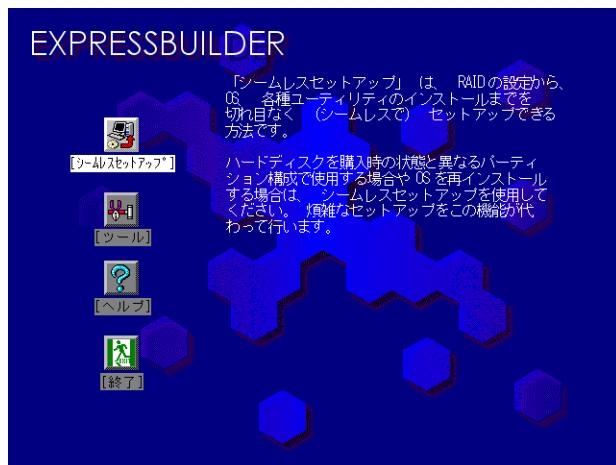 EXPRESSBUILDER
「シームレスセットアップ」 は、 RAIDの設定から、
OS、 各種ユーティリティのインストールまでを
切れ目なく （シームレスで） セットアップできる
方法です。
ハードディスクを購入時の状態と異なるパーティ
ション構成で使用する場合や OS を再インストール
する場合は、 シームレスセットアップを使用して
ください。 煩雑なセットアップをこの機能が代
わって行います。
[シームレスセットアップ]
[ツール]
[ヘルプ]
EXIT
[終了]